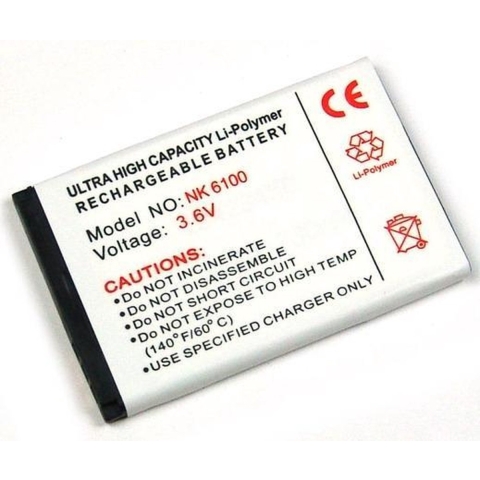 ULTRA HIGH CAPACITY Li-Polymer
RECHARGEABLE BATTERY
Model NO: NK 6100
Voltage: 3.6V
CAUTIONS:
•Do NOT INCINERATE
•Do NOT DISASSEMBLE
•Do NOT SHORT CIRCUIT
•Do NOT EXPOSE TO HIGH TEMP
(140°F/60°C)
•USE SPECIFIED CHARGER ONLY
CE
Li-Polymer